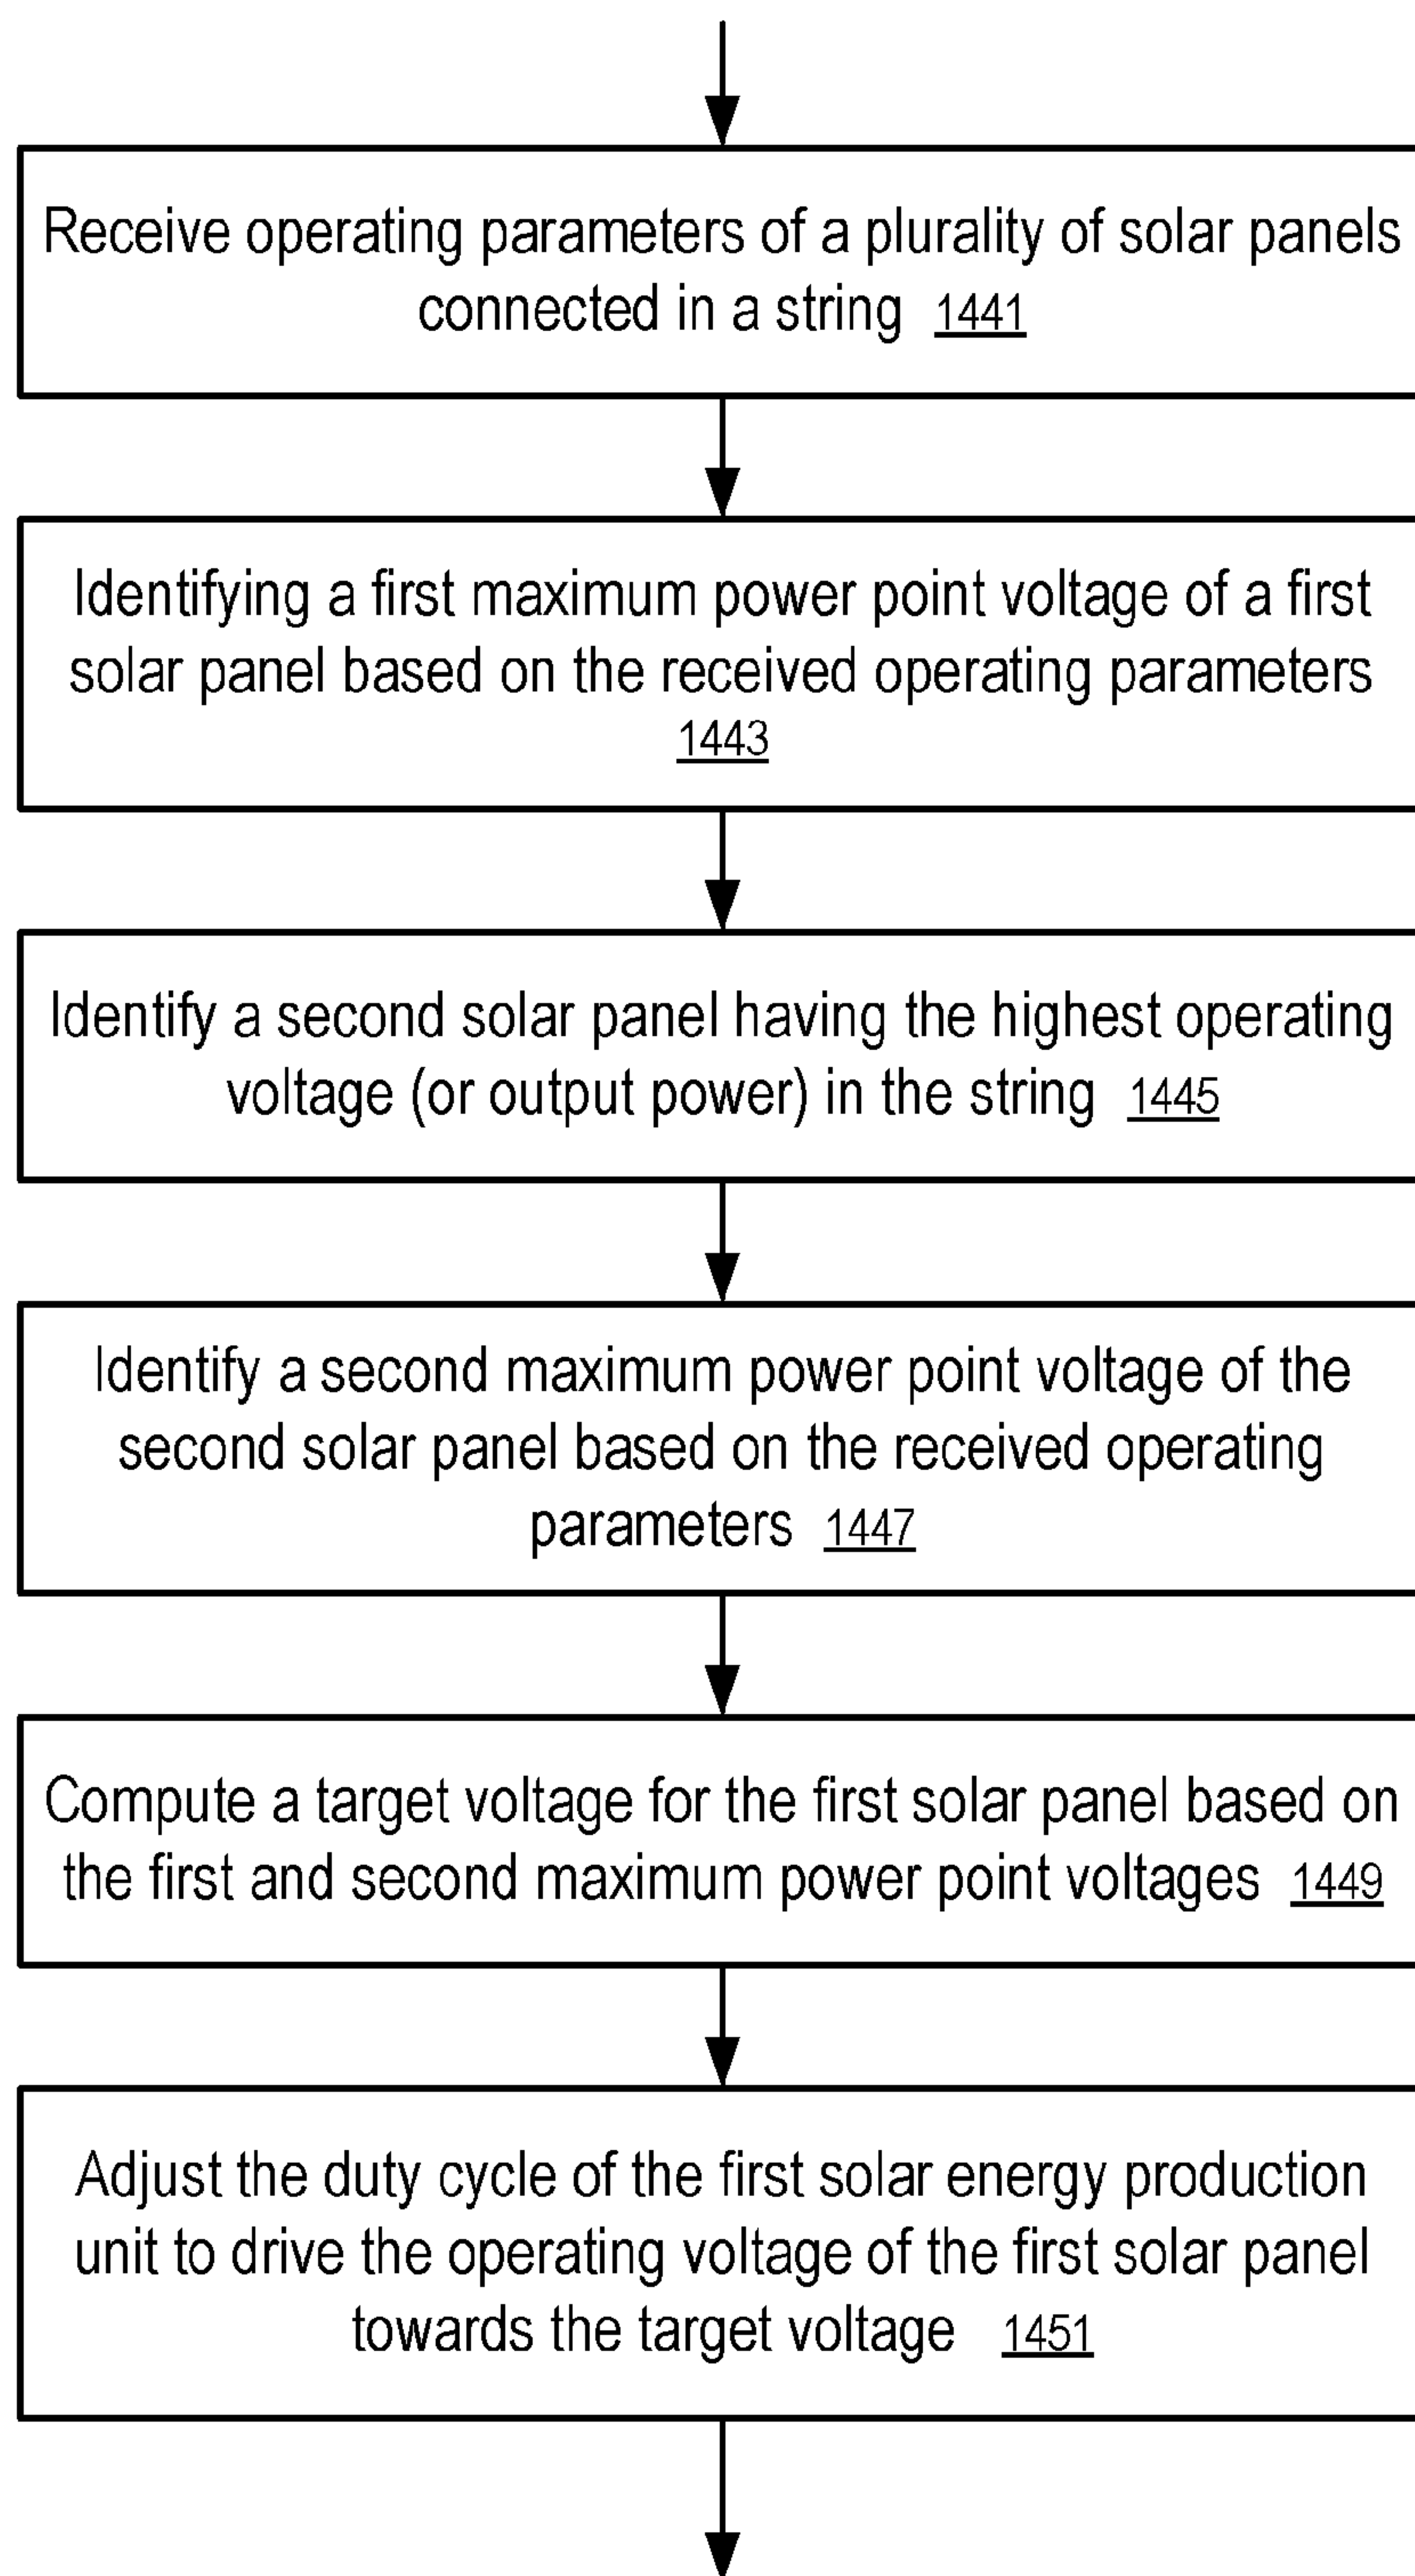 Receive operating parameters of a plurality of solar panels
connected in a string 1441
Identifying a first maximum power point voltage of a first
solar panel based on the received operating parameters
1443
Identify a second solar panel having the highest operating
voltage (or output power) in the string 1445
Identify a second maximum power point voltage of the
second solar panel based on the received operating
parameters 1447
Compute a target voltage for the first solar panel based on
the first and second maximum power point voltages 1449
Adjust the duty cycle of the first solar energy production
unit to drive the operating voltage of the first solar panel
towards the target voltage 1451